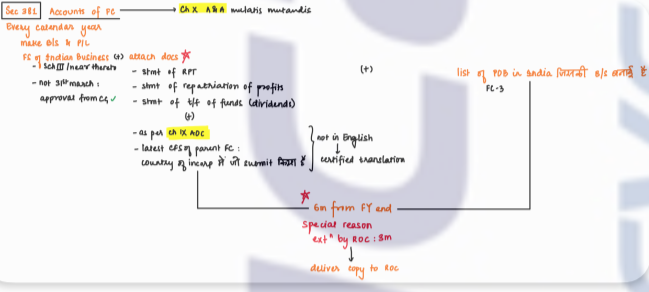 Sec 381 Accounts of FC → Ch X A&A mutatis mutandis
Every calendar year
make B/s & P/L
FC of Indian Business (+) attach docs
- Sch III / near thereto
- not 31st march :
approval from CG ✓
- stmt of RPT
- stmt of repatriation of profits
- stmt of t/f of funds (dividends)
(+)
- as per Ch IX AOC
- latest CFS of parent FC :
country of incorp में जो submit किया है
not in English
certified translation
(+)
list of POB in India जिसकी B/s बनाई है
FC-3
6m from FY end
special reason
extⁿ by ROC : 3m
deliver copy to ROC